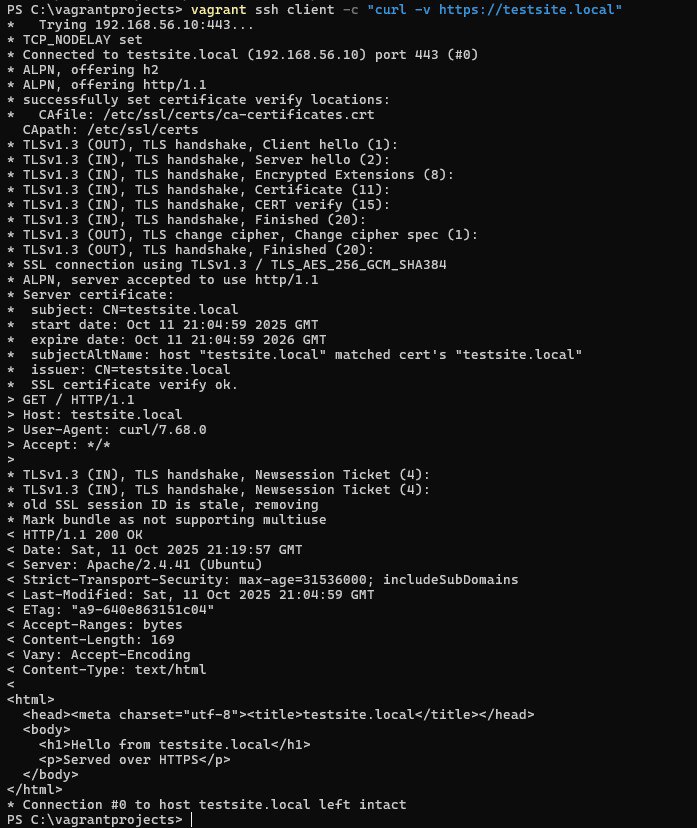 PS C:\vagrantprojects> vagrant ssh client -c "curl -v https://testsite.local"
*   Trying 192.168.56.10:443...
* TCP_NODELAY set
* Connected to testsite.local (192.168.56.10) port 443 (#0)
* ALPN, offering h2
* ALPN, offering http/1.1
* successfully set certificate verify locations:
*   CAfile: /etc/ssl/certs/ca-certificates.crt
  CApath: /etc/ssl/certs
* TLSv1.3 (OUT), TLS handshake, Client hello (1):
* TLSv1.3 (IN), TLS handshake, Server hello (2):
* TLSv1.3 (IN), TLS handshake, Encrypted Extensions (8):
* TLSv1.3 (IN), TLS handshake, Certificate (11):
* TLSv1.3 (IN), TLS handshake, CERT verify (15):
* TLSv1.3 (IN), TLS handshake, Finished (20):
* TLSv1.3 (OUT), TLS change cipher, Change cipher spec (1):
* TLSv1.3 (OUT), TLS handshake, Finished (20):
* SSL connection using TLSv1.3 / TLS_AES_256_GCM_SHA384
* ALPN, server accepted to use http/1.1
* Server certificate:
*  subject: CN=testsite.local
*  start date: Oct 11 21:04:59 2025 GMT
*  expire date: Oct 11 21:04:59 2026 GMT
*  subjectAltName: host "testsite.local" matched cert's "testsite.local"
*  issuer: CN=testsite.local
*  SSL certificate verify ok.
> GET / HTTP/1.1
> Host: testsite.local
> User-Agent: curl/7.68.0
> Accept: */*
>
* TLSv1.3 (IN), TLS handshake, Newsession Ticket (4):
* TLSv1.3 (IN), TLS handshake, Newsession Ticket (4):
* old SSL session ID is stale, removing
* Mark bundle as not supporting multiuse
< HTTP/1.1 200 OK
< Date: Sat, 11 Oct 2025 21:19:57 GMT
< Server: Apache/2.4.41 (Ubuntu)
< Strict-Transport-Security: max-age=31536000; includeSubDomains
< Last-Modified: Sat, 11 Oct 2025 21:04:59 GMT
< ETag: "a9-640e863151c04"
< Accept-Ranges: bytes
< Content-Length: 169
< Vary: Accept-Encoding
< Content-Type: text/html
<
<html>
  <head><meta charset="utf-8"><title>testsite.local</title></head>
  <body>
    <h1>Hello from testsite.local</h1>
    <p>Served over HTTPS</p>
  </body>
</html>
* Connection #0 to host testsite.local left intact
PS C:\vagrantprojects>